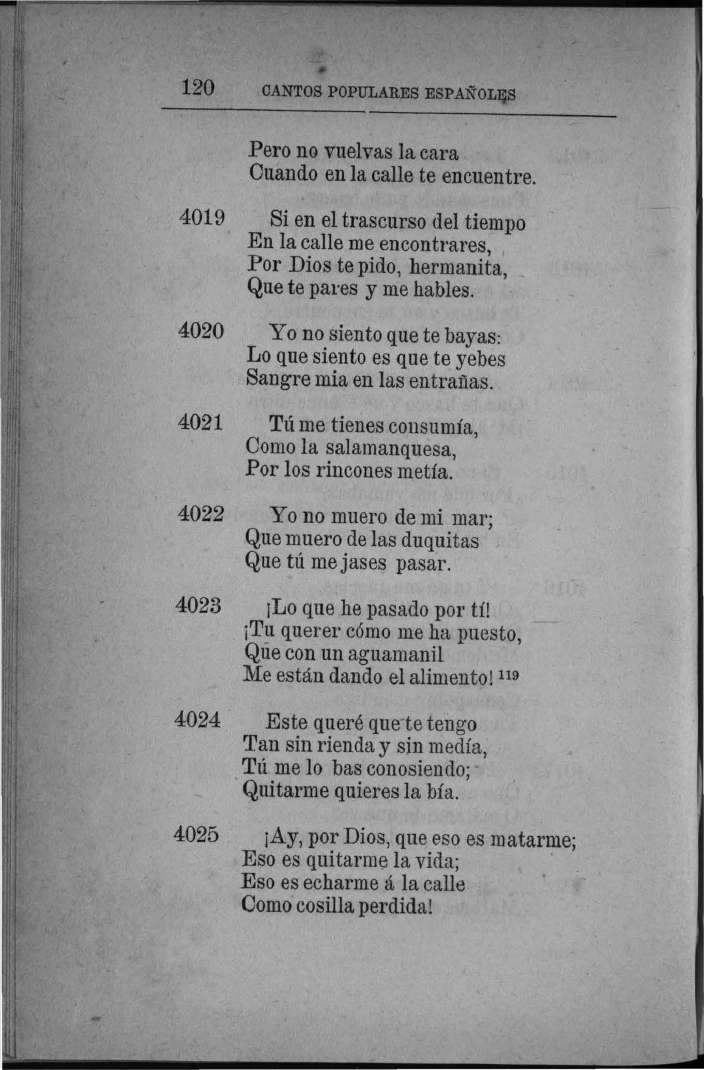 120 CANTOS POPULARES ESPAÑOLES
Pero no vuelvas la cara
Cuando en la calle te encuentre.
4019 Si en el trascurso del tiempo
En la calle me encontrares,
Por Dios te pido, hermanita,
Que te pares y me hables.
4020 Yo no siento que te bayas:
Lo que siento es que te yebes
Sangre mia en las entrañas.
4021 Tú me tienes consumía,
Como la salamanquesa,
Por los rincones metía.
4022 Yo no muero de mi mar;
Que muero de las duquitas
Que tú me jases pasar.
4023 ¡Lo que he pasado por tí!
¡Tu querer cómo me ha puesto,
Que con un aguamanil
Me están dando el alimento! 119
4024 Este queré que te tengo
Tan sin rienda y sin medía,
Tú me lo bas conosiendo;
Quitarme quieres la bía.
4025 ¡Ay, por Dios, que eso es matarme;
Eso es quitarme la vida;
Eso es echarme á la calle
Como cosilla perdida!